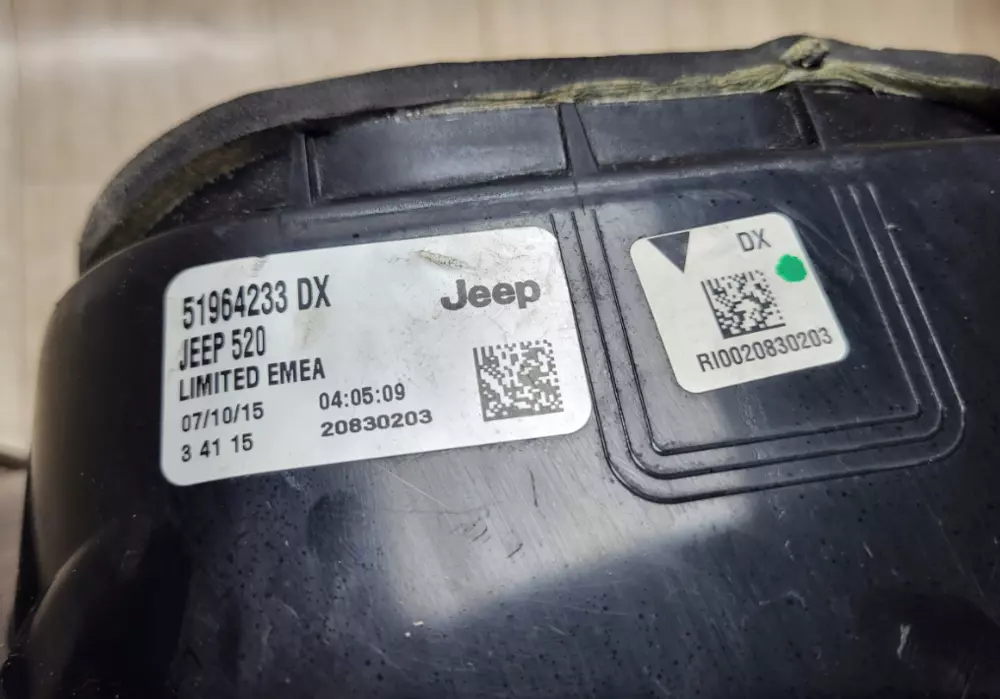 51964233 DX
Jeep
JEEP 520
LIMITED EMEA
07/10/15 04:05:09
3 41 15 20830203
DX
RI0020830203